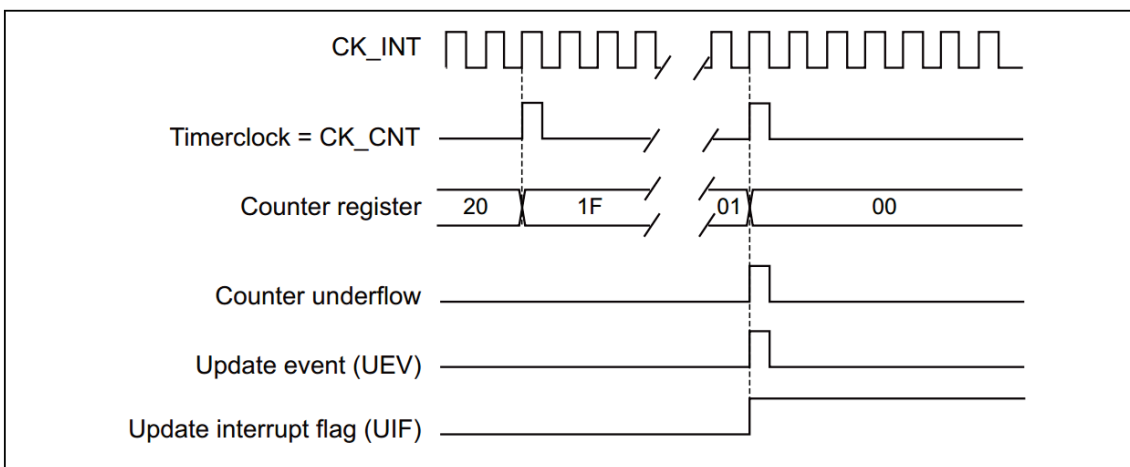 CK_INT
Timerclock = CK_CNT
Counter register 20 1F 01 00
Counter underflow
Update event (UEV)
Update interrupt flag (UIF)